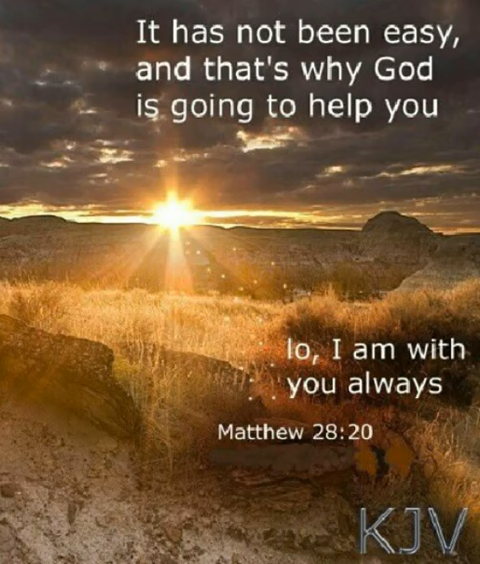 It has not been easy,
and that's why God
is going to help you
lo, I am with
you always
Matthew 28:20
KJV